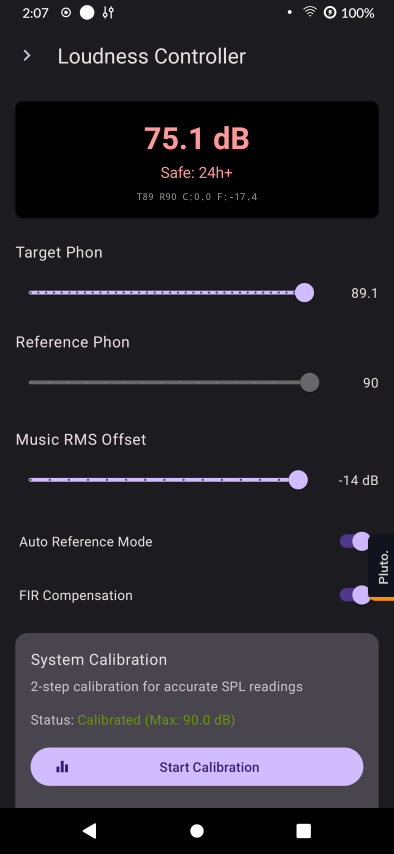 2:07
100%
Loudness Controller
75.1 dB
Safe: 24h+
T89 R90 C:0.0 F:-17.4
Target Phon
89.1
Reference Phon
90
Music RMS Offset
-14 dB
Auto Reference Mode
Pluto.
FIR Compensation
System Calibration
2-step calibration for accurate SPL readings
Status: Calibrated (Max: 90.0 dB)
Start Calibration